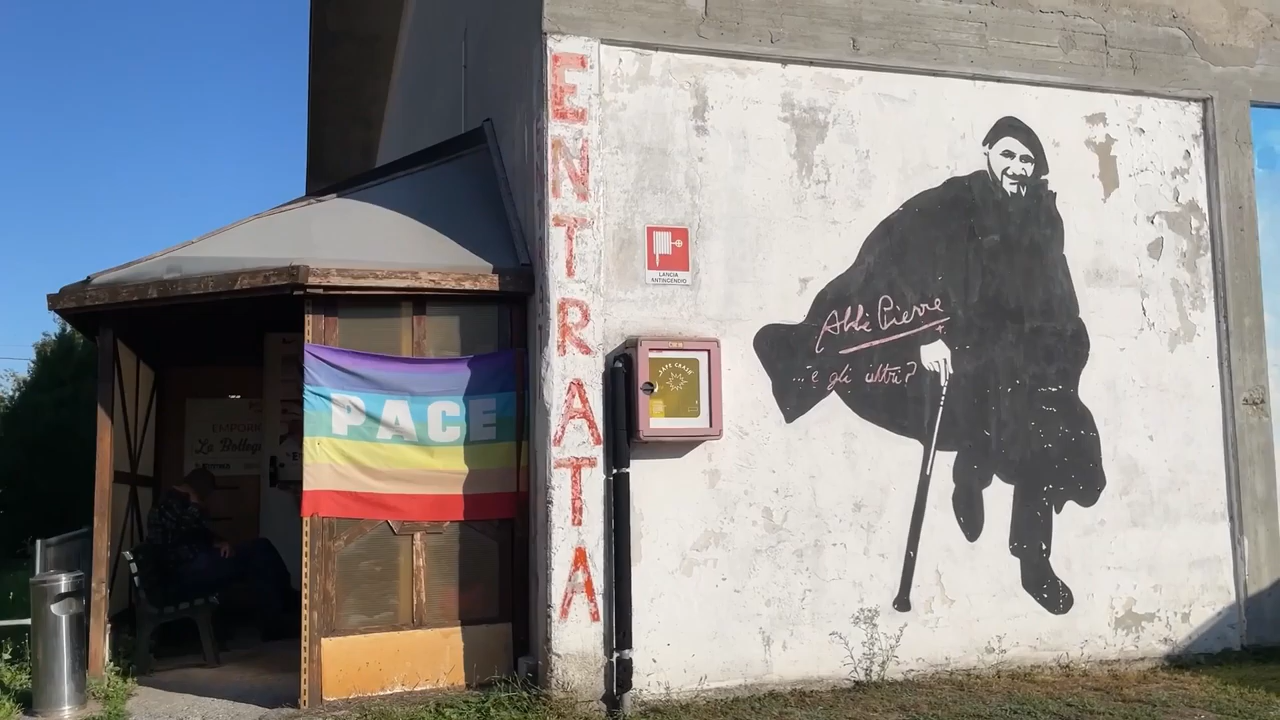 ENTRATA
LANCIA
ANTINCENDIO
SAFE CRASH
Abbé Pierre
...e gli altri?
PACE
EMPORIO
La Bottega